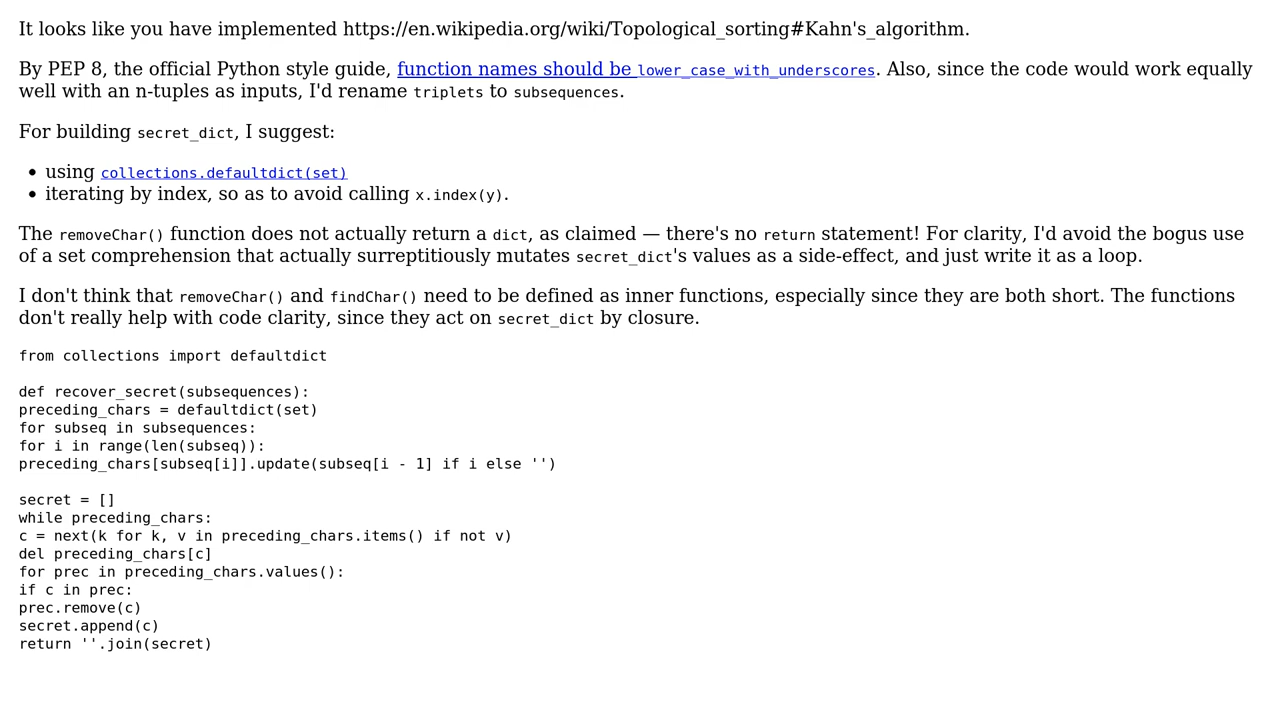 It looks like you have implemented https://en.wikipedia.org/wiki/Topological_sorting#Kahn's_algorithm.
By PEP 8, the official Python style guide, function names should be lower_case_with_underscores. Also, since the code would work equally
well with an n-tuples as inputs, I'd rename triplets to subsequences.
For building secret_dict, I suggest:
• using collections.defaultdict(set)
• iterating by index, so as to avoid calling x.index(y).
The removeChar() function does not actually return a dict, as claimed — there's no return statement! For clarity, I'd avoid the bogus use
of a set comprehension that actually surreptitiously mutates secret_dict's values as a side-effect, and just write it as a loop.
I don't think that removeChar() and findChar() need to be defined as inner functions, especially since they are both short. The functions
don't really help with code clarity, since they act on secret_dict by closure.
from collections import defaultdict
def recover_secret(subsequences):
preceding_chars = defaultdict(set)
for subseq in subsequences:
for i in range(len(subseq)):
preceding_chars[subseq[i]].update(subseq[i - 1] if i else '')
secret = []
while preceding_chars:
c = next(k for k, v in preceding_chars.items() if not v)
del preceding_chars[c]
for prec in preceding_chars.values():
if c in prec:
prec.remove(c)
secret.append(c)
return ''.join(secret)